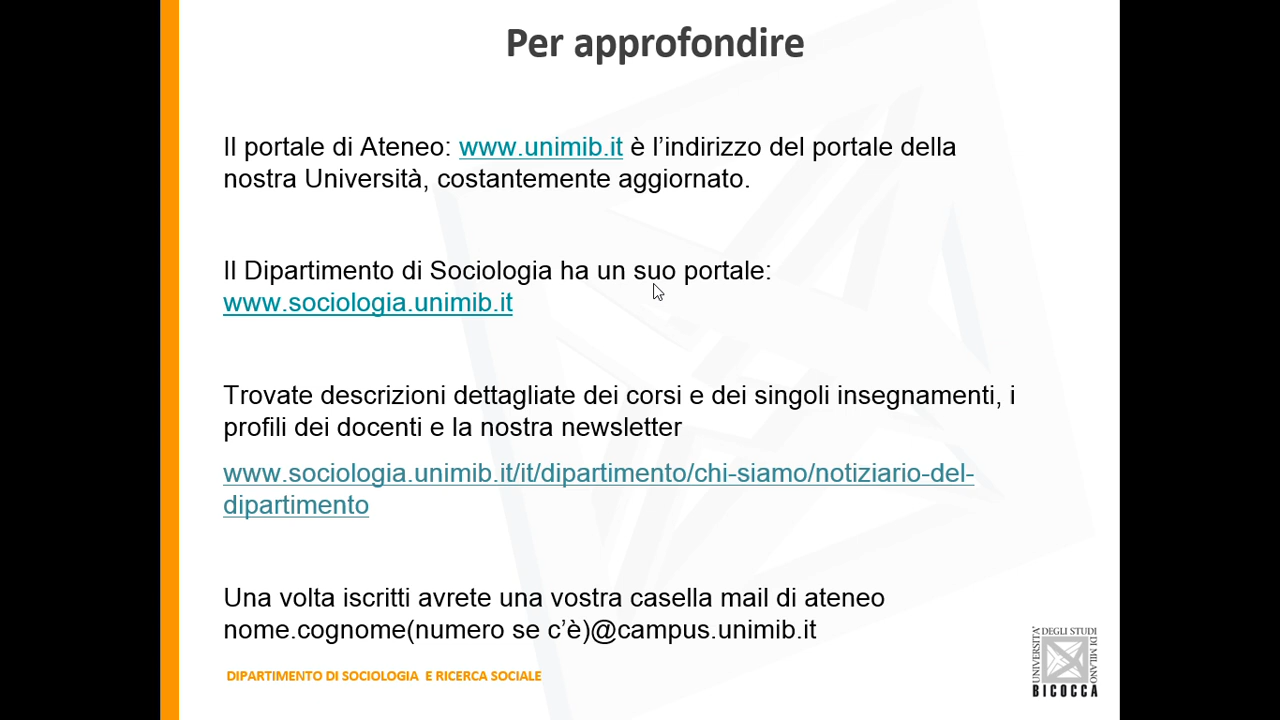 Per approfondire
Il portale di Ateneo: www.unimib.it è l’indirizzo del portale della
nostra Università, costantemente aggiornato.
Il Dipartimento di Sociologia ha un suo portale:
www.sociologia.unimib.it
Trovate descrizioni dettagliate dei corsi e dei singoli insegnamenti, i
profili dei docenti e la nostra newsletter
www.sociologia.unimib.it/it/dipartimento/chi-siamo/notiziario-del-
dipartimento
Una volta iscritti avrete una vostra casella mail di ateneo
nome.cognome(numero se c’è)@campus.unimib.it
DIPARTIMENTO DI SOCIOLOGIA E RICERCA SOCIALE
UNIVERSITA' DEGLI STUDI DI MILANO
BICOCCA